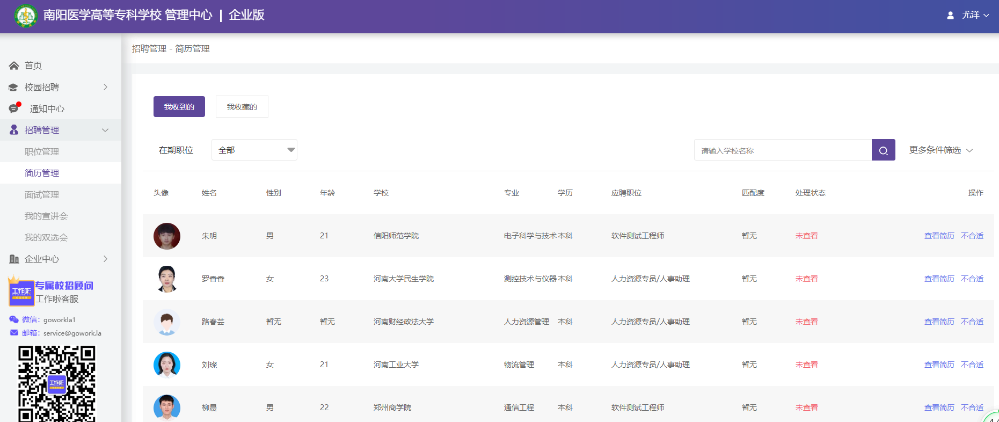 南阳医学高等专科学校 管理中心 | 企业版
尤洋
招聘管理 - 简历管理
首页
校园招聘
通知中心
招聘管理
职位管理
简历管理
面试管理
我的宣讲会
我的双选会
企业中心
工作啦
专属校招顾问
工作啦客服
微信：goworkla1
邮箱：service@gowork.la
工作啦
我收到的 我收藏的
在期职位 全部 请输入学校名称 更多条件筛选
头像 姓名 性别 年龄 学校 专业 学历 应聘职位 匹配度 处理状态 操作
朱明 男 21 信阳师范学院 电子科学与技术 本科 软件测试工程师 暂无 未查看 查看简历 不合适
罗香香 女 23 河南大学民生学院 测控技术与仪器 本科 人力资源专员/人事助理 暂无 未查看 查看简历 不合适
路春芸 暂无 暂无 河南财经政法大学 人力资源管理 本科 人力资源专员/人事助理 暂无 未查看 查看简历 不合适
刘璨 女 21 河南工业大学 物流管理 本科 人力资源专员/人事助理 暂无 未查看 查看简历 不合适
柳晨 男 22 郑州商学院 通信工程 本科 软件测试工程师 暂无 未查看 查看简历 不合适